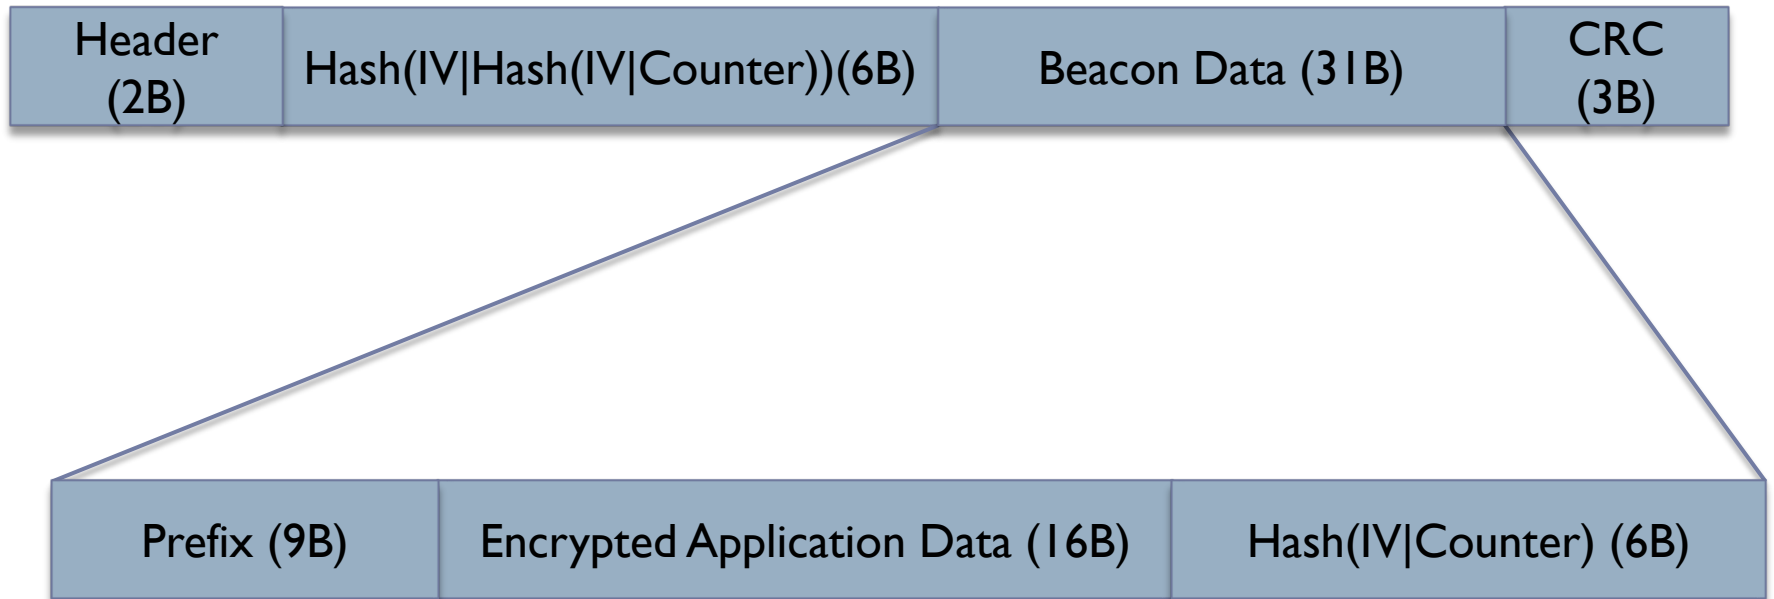 Header
(2B)
Hash(IV|Hash(IV|Counter))(6B)
Beacon Data (31B)
CRC
(3B)
Prefix (9B)
Encrypted Application Data (16B)
Hash(IV|Counter) (6B)